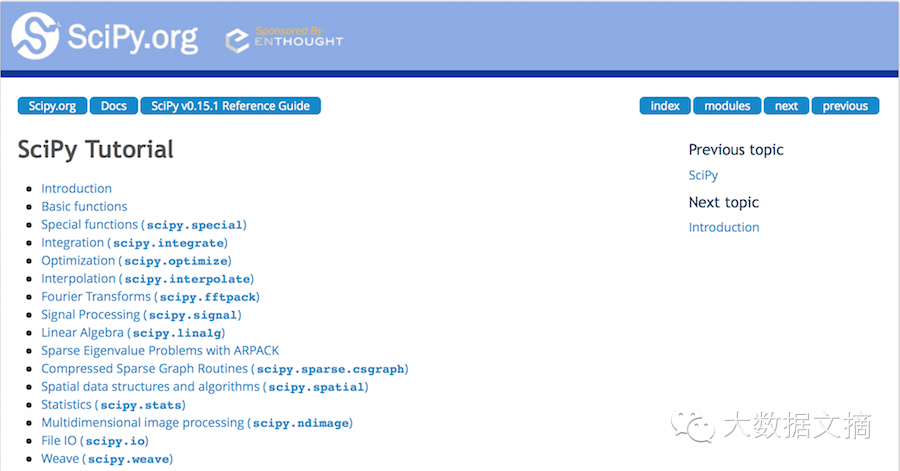 SciPy.org
Sponsored By
ENTHOUGHT
Scipy.org Docs SciPy v0.15.1 Reference Guide index modules next previous
SciPy Tutorial
Introduction
Basic functions
Special functions (scipy.special)
Integration (scipy.integrate)
Optimization (scipy.optimize)
Interpolation (scipy.interpolate)
Fourier Transforms (scipy.fftpack)
Signal Processing (scipy.signal)
Linear Algebra (scipy.linalg)
Sparse Eigenvalue Problems with ARPACK
Compressed Sparse Graph Routines (scipy.sparse.csgraph)
Spatial data structures and algorithms (scipy.spatial)
Statistics (scipy.stats)
Multidimensional image processing (scipy.ndimage)
File IO (scipy.io)
Weave (scipy.weave)
Previous topic
SciPy
Next topic
Introduction
大数据文摘